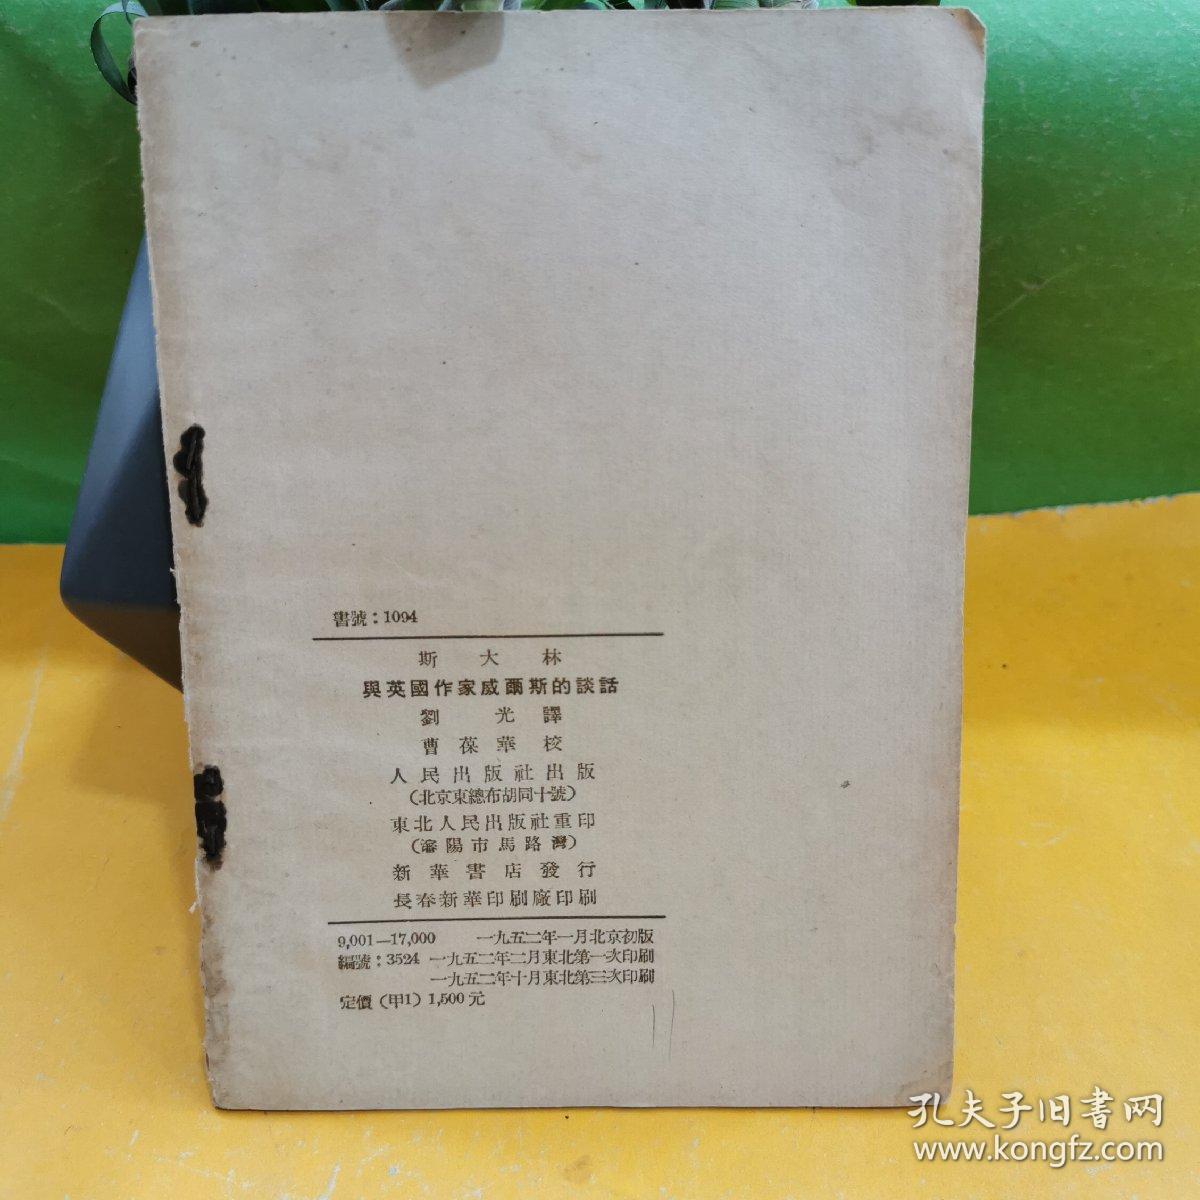 書號：1094
斯大林
與英國作家威爾斯的談話
劉光譯
曹葆華校
人民出版社出版
（北京東總布胡同十號）
東北人民出版社重印
（瀋陽市馬路灣）
新華書店發行
長春新華印刷廠印刷
9,001—17,000 一九五二年一月北京初版
編號：3524 一九五二年二月東北第一次印刷
一九五二年十月東北第三次印刷
定價（甲1）1,500元
孔夫子旧書网
www.kongfz.com